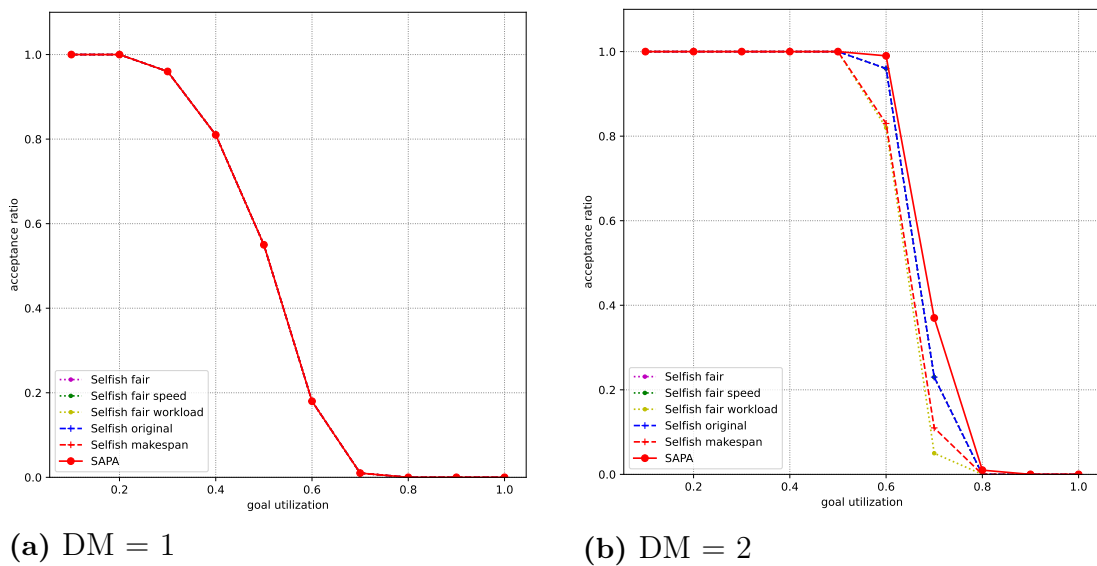 1.0
0.8
0.6
0.4
0.2
0.0
acceptance ratio
Selfish fair
Selfish fair speed
Selfish fair workload
Selfish original
Selfish makespan
SAPA
0.2 0.4 0.6 0.8 1.0
goal utilization
(a) DM = 1
1.0
0.8
0.6
0.4
0.2
0.0
acceptance ratio
Selfish fair
Selfish fair speed
Selfish fair workload
Selfish original
Selfish makespan
SAPA
0.2 0.4 0.6 0.8 1.0
goal utilization
(b) DM = 2